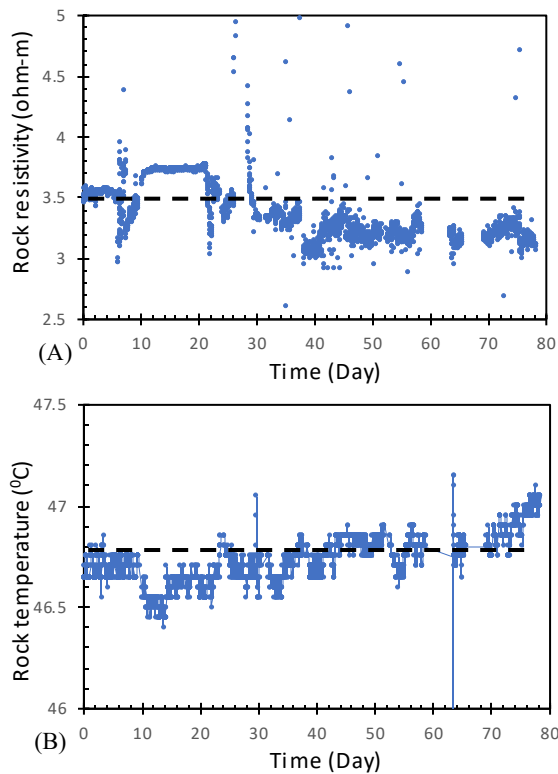 5
4.5
4
3.5
3
2.5
Rock resistivity (ohm-m)
0 10 20 30 40 50 60 70 80
Time (Day)
(A)
47.5
47
46.5
46
Rock temperature (⁰C)
0 10 20 30 40 50 60 70 80
Time (Day)
(B)